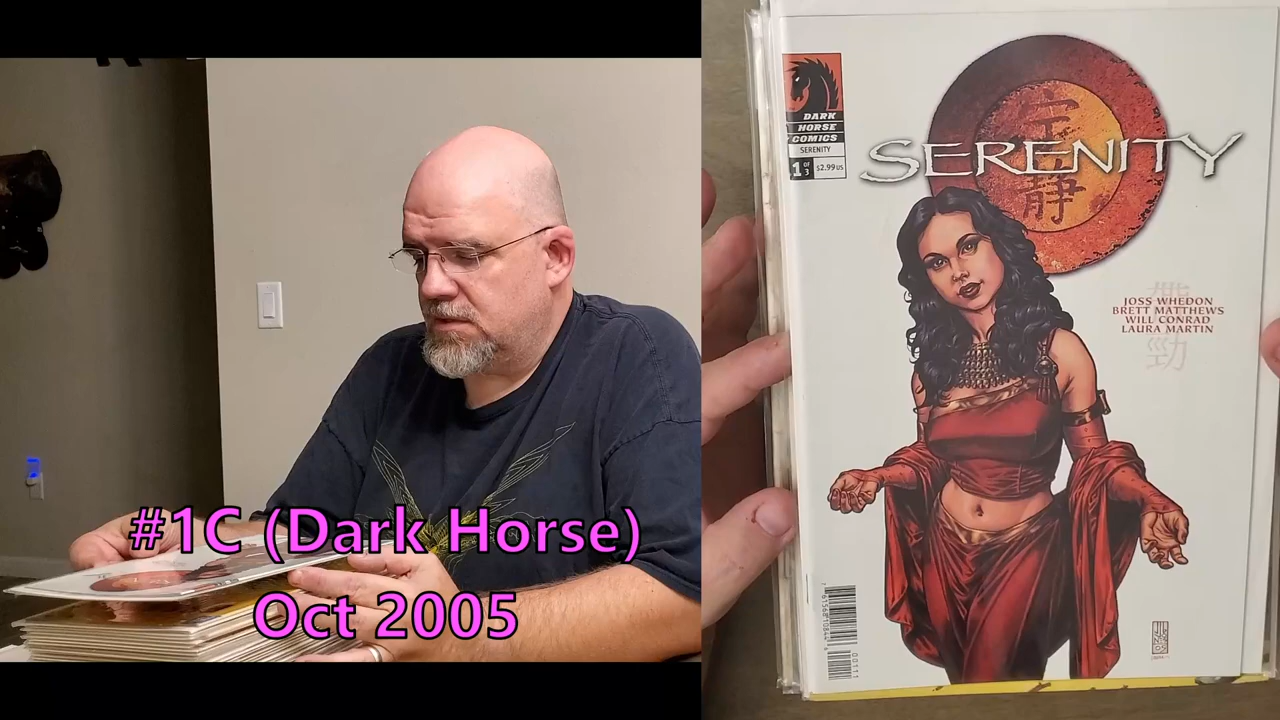 #1C (Dark Horse)
Oct 2005
DARK
HORSE
COMICS
SERENITY
1 OF 3 $2.99 US
SERENITY
宁
静
JOSS WHEDON
BRETT MATTHEWS
WILL CONRAD
LAURA MARTIN
00111